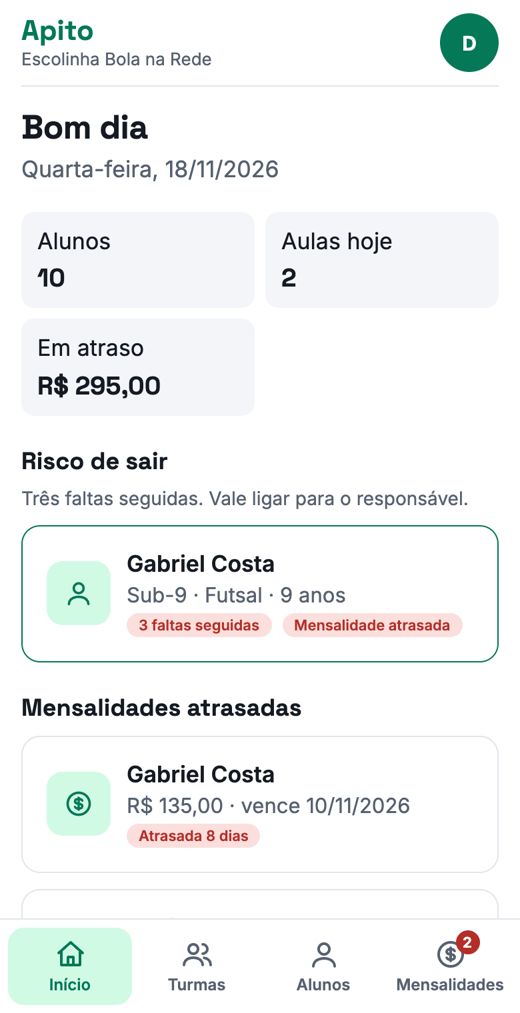 Apito
Escolinha Bola na Rede
D
Bom dia
Quarta-feira, 18/11/2026
Alunos
10
Aulas hoje
2
Em atraso
R$ 295,00
Risco de sair
Três faltas seguidas. Vale ligar para o responsável.
Gabriel Costa
Sub-9 · Futsal · 9 anos
3 faltas seguidas
Mensalidade atrasada
Mensalidades atrasadas
Gabriel Costa
R$ 135,00 · vence 10/11/2026
Atrasada 8 dias
Início
Turmas
Alunos
2
Mensalidades